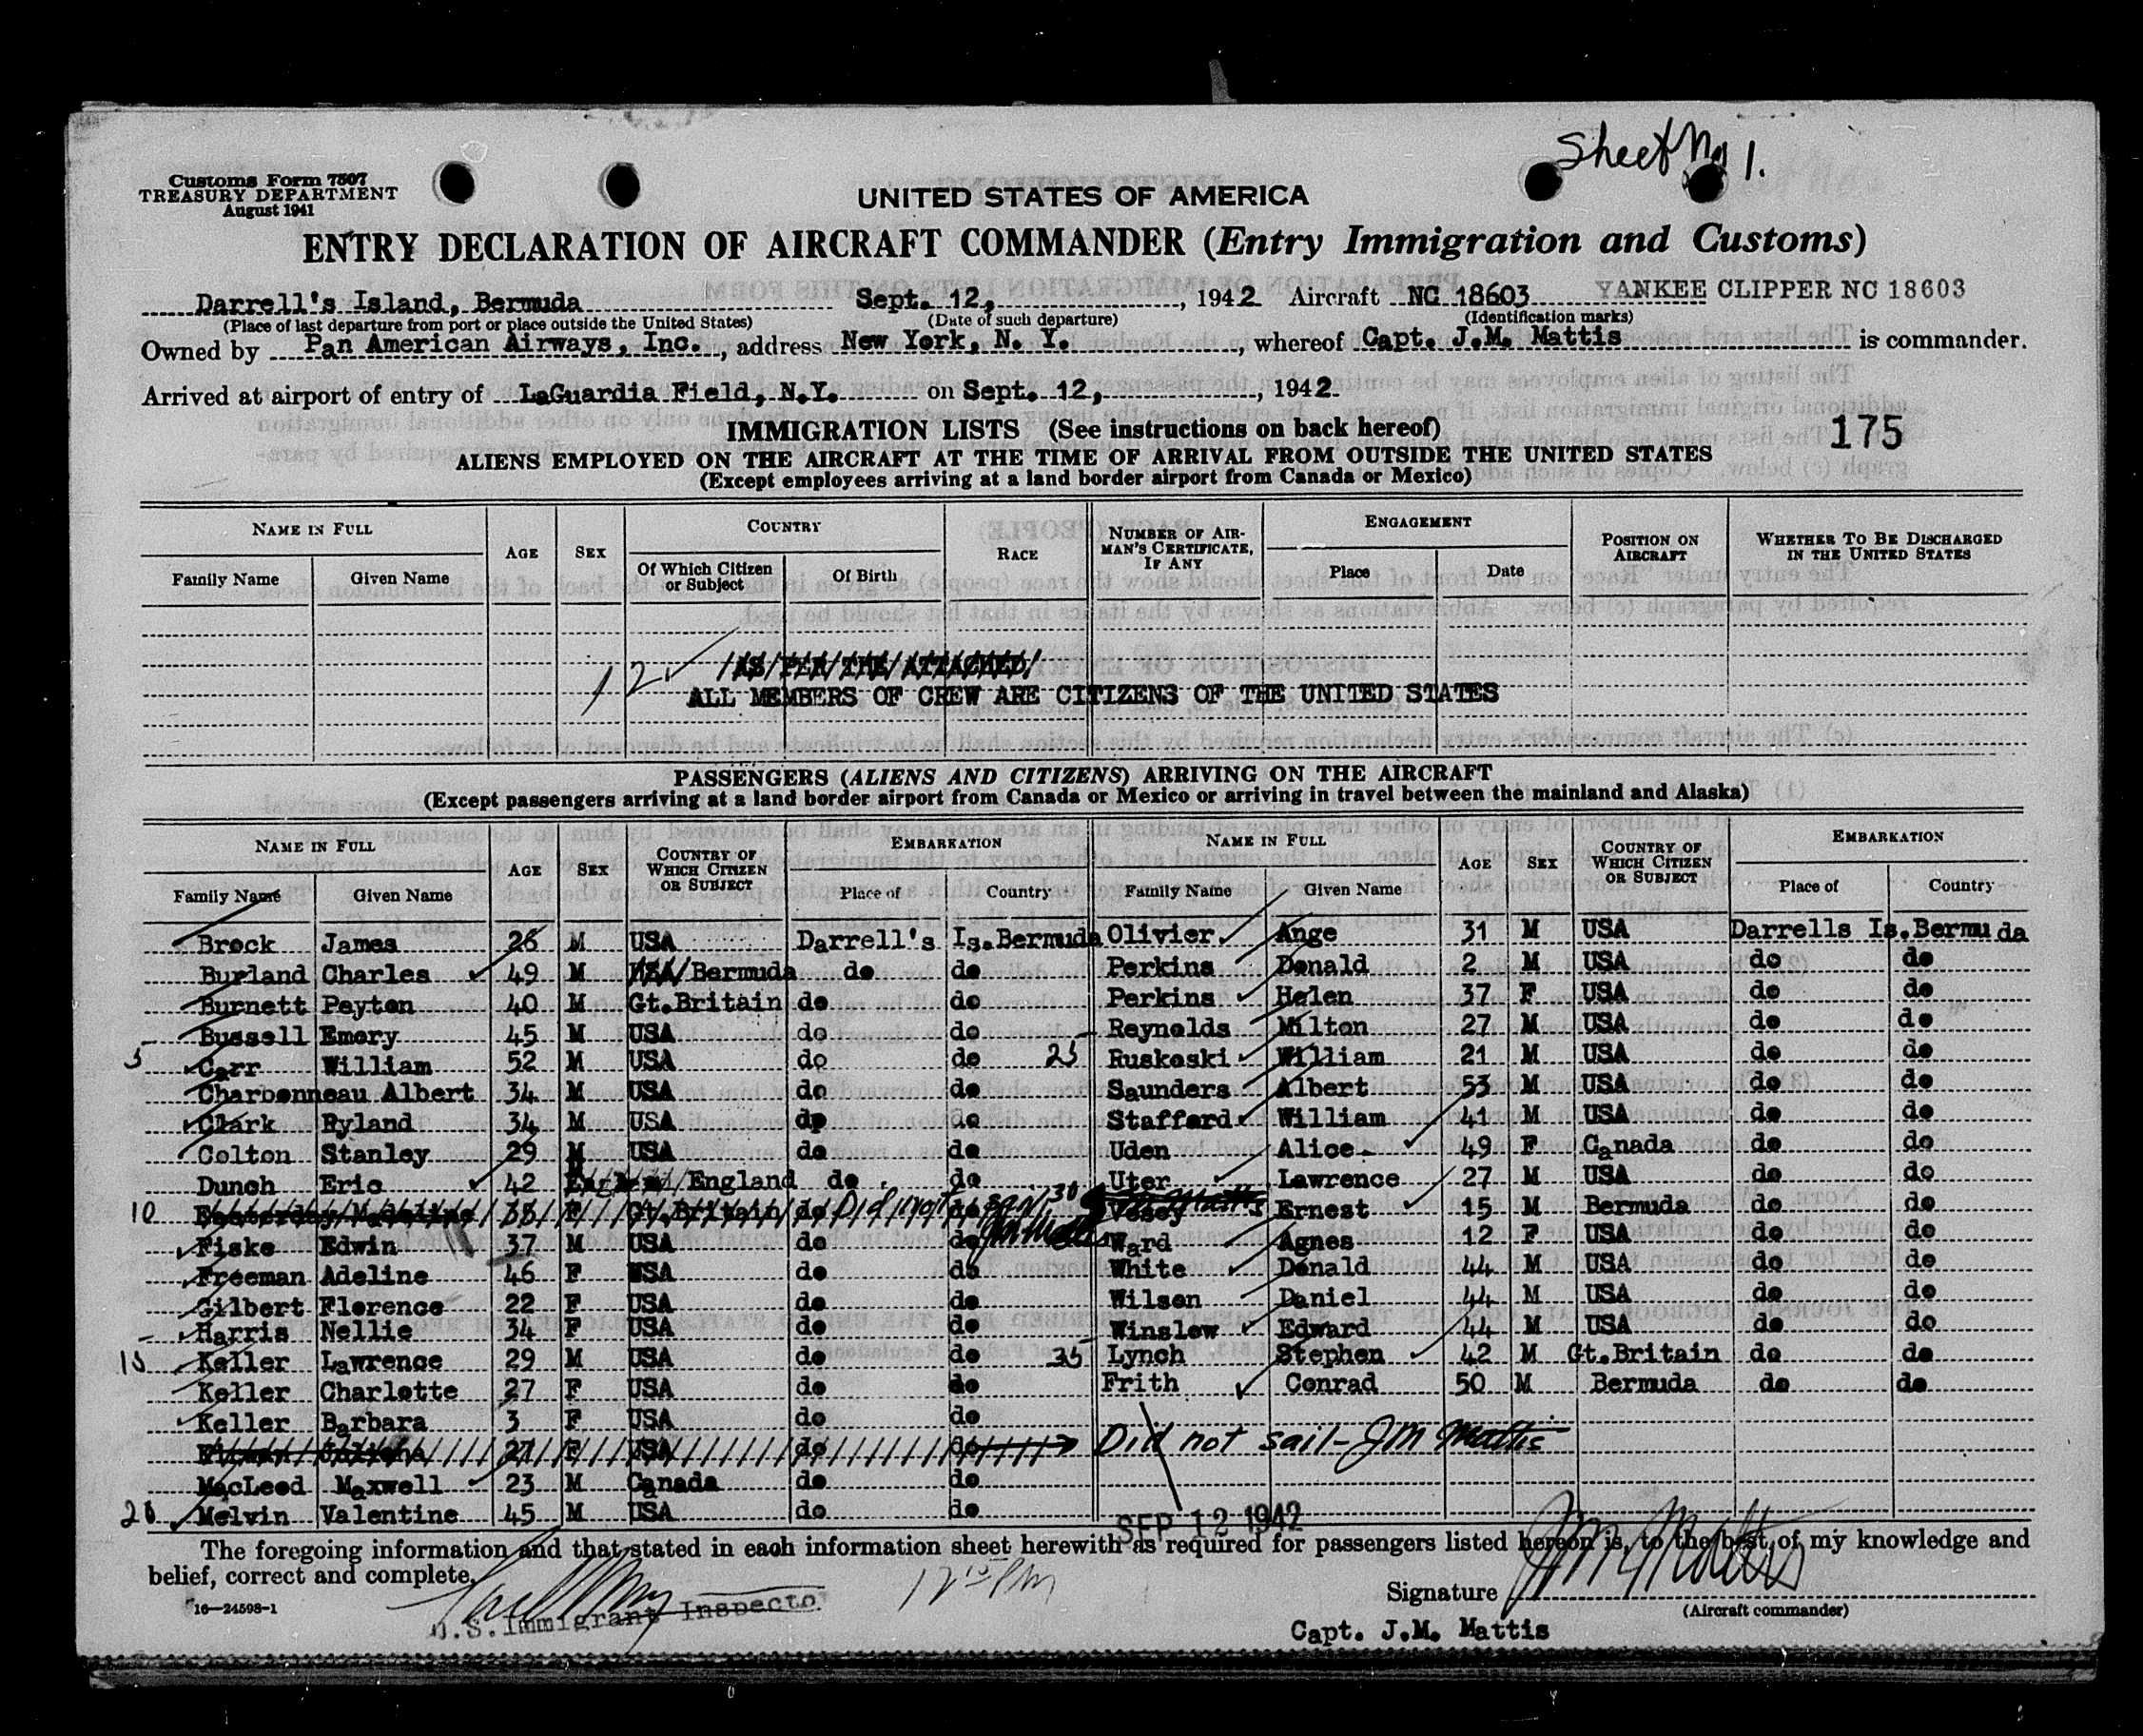 Sheet No 1.
Customs Form 7507
TREASURY DEPARTMENT
August 1941
UNITED STATES OF AMERICA
ENTRY DECLARATION OF AIRCRAFT COMMANDER (Entry Immigration and Customs)
Darrell's Island, Bermuda Sept. 12, , 1942 Aircraft NC 18603 YANKEE CLIPPER NC 18603
(Place of last departure from port or place outside the United States) (Date of such departure) (Identification marks)
Owned by Pan American Airways, Inc. , address New York, N. Y. , whereof Capt. J.M. Mattis is commander.
Arrived at airport of entry of LaGuardia Field, N.Y. on Sept. 12, , 1942.
IMMIGRATION LISTS (See instructions on back hereof) 175
ALIENS EMPLOYED ON THE AIRCRAFT AT THE TIME OF ARRIVAL FROM OUTSIDE THE UNITED STATES
(Except employees arriving at a land border airport from Canada or Mexico)
NAME IN FULL AGE SEX COUNTRY RACE NUMBER OF AIRMAN'S CERTIFICATE, IF ANY ENGAGEMENT POSITION ON AIRCRAFT WHETHER TO BE DISCHARGED IN THE UNITED STATES
Family Name Given Name Of Which Citizen or Subject Of Birth Place Date
12 AS PER THE ATTACHED
ALL MEMBERS OF CREW ARE CITIZENS OF THE UNITED STATES
PASSENGERS (ALIENS AND CITIZENS) ARRIVING ON THE AIRCRAFT
(Except passengers arriving at a land border airport from Canada or Mexico or arriving in travel between the mainland and Alaska)
NAME IN FULL AGE SEX COUNTRY OF WHICH CITIZEN OR SUBJECT EMBARKATION NAME IN FULL AGE SEX COUNTRY OF WHICH CITIZEN OR SUBJECT EMBARKATION
Family Name Given Name Place of Country Family Name Given Name Place of Country
Brock James 26 M USA Darrell's Is.Bermuda Olivier Ange 31 M USA Darrells Is.Bermuda
Burland Charles 49 M USA Bermuda do do Perkins Donald 2 M USA do do
Burnett Peyton 40 M Gt.Britain do do Perkins Helen 37 F USA do do
Bussell Emory 45 M USA do do Reynolds Milton 27 M USA do do
5 Carr William 52 M USA do do 25 Ruskoski William 21 M USA do do
Charbonneau Albert 34 M USA do do Saunders Albert 53 M USA do do
Clark Ryland 34 M USA dp do Stafford William 41 M USA do do
Colton Stanley 29 M USA do do Uden Alice 49 F Canada do do
Dunch Eric 42 M England do do Uter Lawrence 27 M USA do do
10 38 F Gt.Britain do Did not sail JM Mattis do 30 Vesey Ernest 15 M Bermuda do do
Fiske Edwin 37 M USA do do Ward Agnes 12 F USA do do
Freeman Adeline 46 F USA do do White Donald 44 M USA do do
Gilbert Florence 22 F USA do do Wilson Daniel 44 M USA do do
Harris Nellie 34 F USA do do Winslow Edward 44 M USA do do
15 Keller Lawrence 29 M USA do do 35 Lynch Stephen 42 M Gt.Britain do do
Keller Charlotte 27 F USA do do Frith Conrad 50 M Bermuda do do
Keller Barbara 3 F USA do do
27 F USA do do Did not sail - JM Mattis
MacLeod Maxwell 23 M Canada do do
20 Melvin Valentine 45 M USA do do
SEP 12 1942
The foregoing information and that stated in each information sheet herewith as required for passengers listed hereon is, to the best of my knowledge and
belief, correct and complete.
12 15 PM
Signature JM Mattis
16—24598-1 (Aircraft commander)
U.S. Immigrant Inspector
Capt. J.M. Mattis